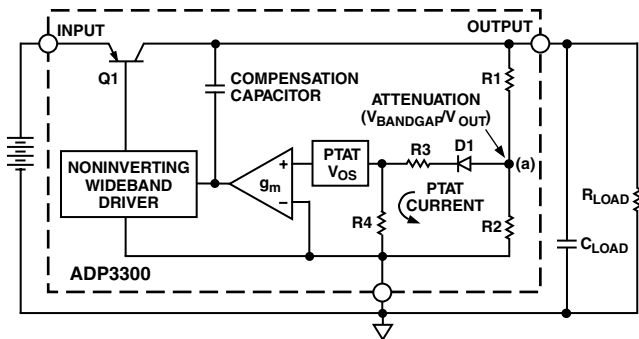 INPUT
OUTPUT
Q1
COMPENSATION
CAPACITOR
R1
ATTENUATION
(VBANDGAP/VOUT)
R3
D1
(a)
NONINVERTING
WIDEBAND
DRIVER
gm
+
−
PTAT
VOS
PTAT
CURRENT
R4
R2
RLOAD
CLOAD
ADP3300